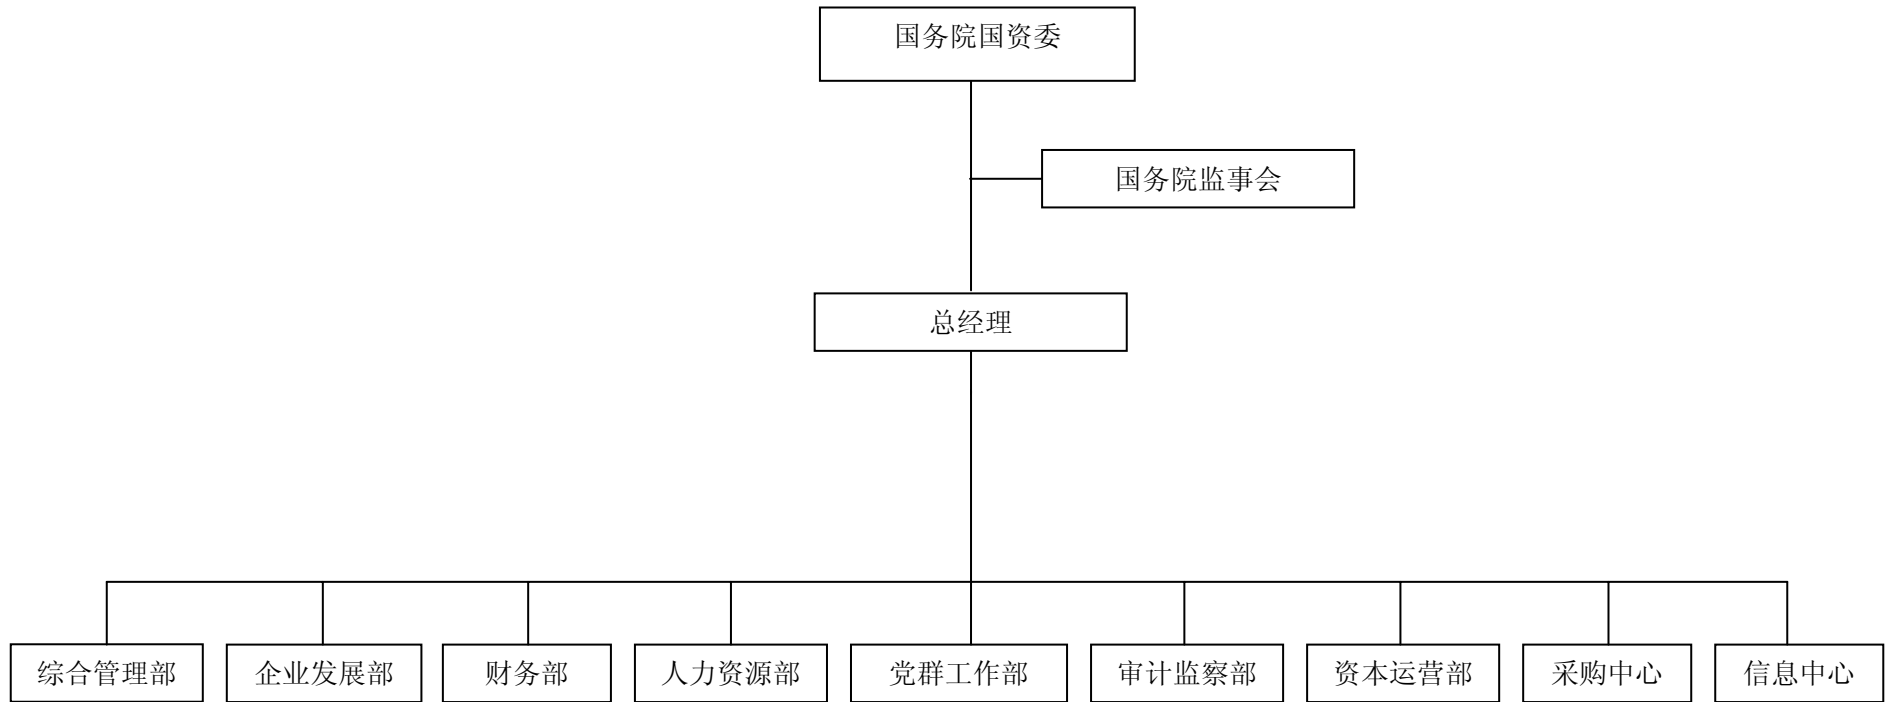 国务院国资委
国务院监事会
总经理
综合管理部
企业发展部
财务部
人力资源部
党群工作部
审计监察部
资本运营部
采购中心
信息中心